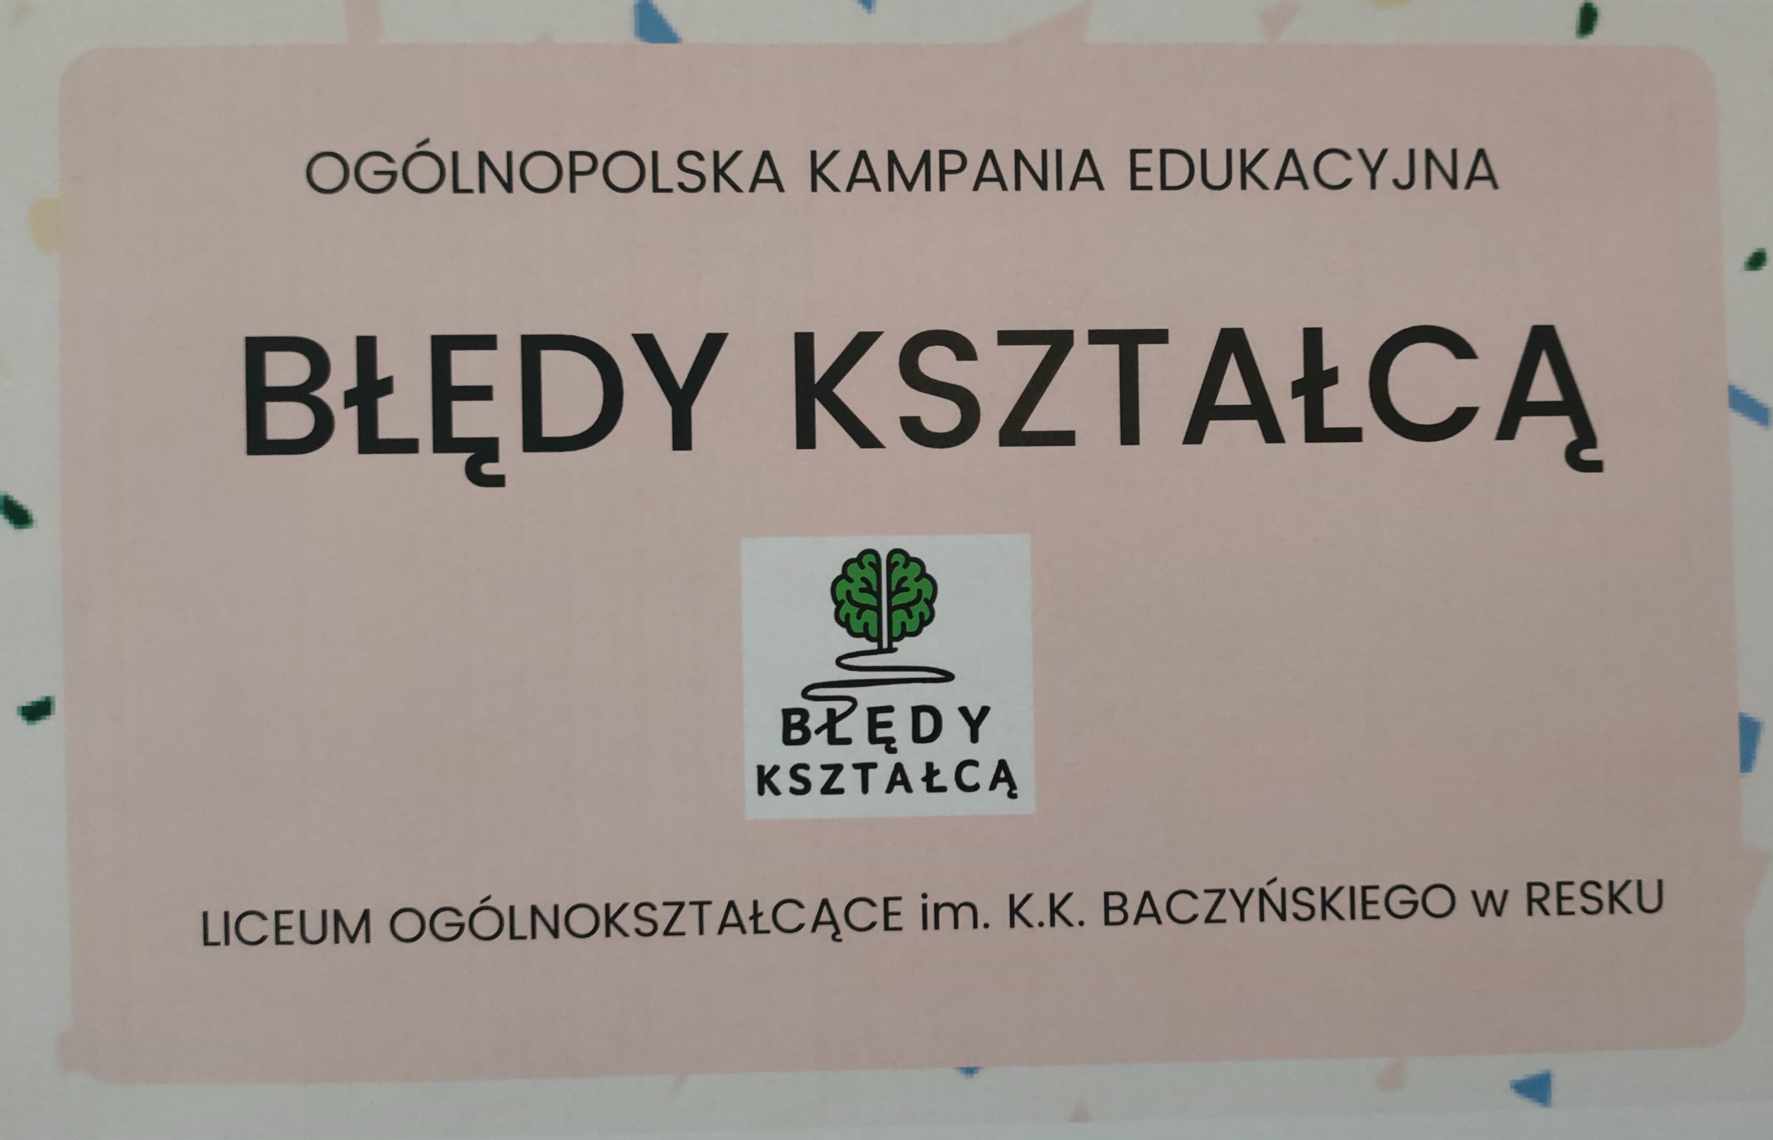 OGÓLNOPOLSKA KAMPANIA EDUKACYJNA
BŁĘDY KSZTAŁCĄ
BŁĘDY
KSZTAŁCĄ
LICEUM OGÓLNOKSZTAŁCĄCE im. K.K. BACZYŃSKIEGO w RESKU